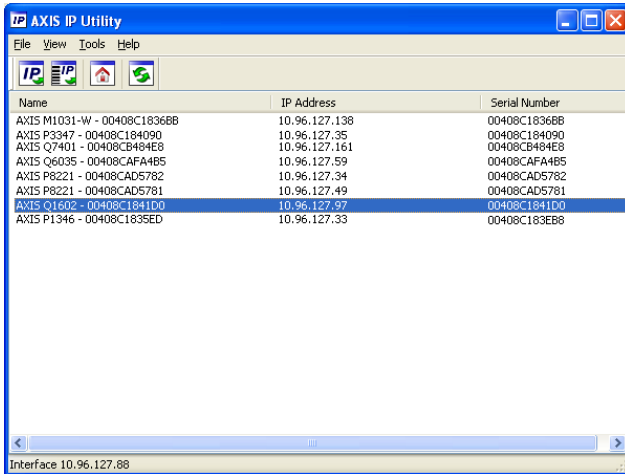 IP AXIS IP Utility
File View Tools Help
IP IP
Name IP Address Serial Number
AXIS M1031-W - 00408C1836BB 10.96.127.138 00408C1836BB
AXIS P3347 - 00408C184090 10.96.127.35 00408C184090
AXIS Q7401 - 00408CB484E8 10.96.127.161 00408CB484E8
AXIS Q6035 - 00408CAFA4B5 10.96.127.59 00408CAFA4B5
AXIS P8221 - 00408CAD5782 10.96.127.34 00408CAD5782
AXIS P8221 - 00408CAD5781 10.96.127.49 00408CAD5781
AXIS Q1602 - 00408C1841D0 10.96.127.97 00408C1841D0
AXIS P1346 - 00408C1835ED 10.96.127.33 00408C183EB8
Interface 10.96.127.88